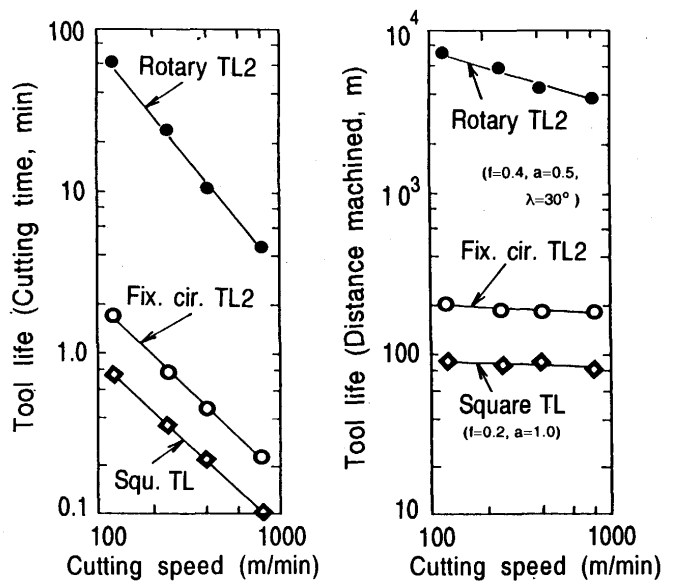 Tool life (Cutting time, min)
100
10
1.0
0.1
Rotary TL2
Fix. cir. TL2
Squ. TL
100 1000
Cutting speed (m/min)
Tool life (Distance machined, m)
10⁴
10³
100
10
Rotary TL2
(f=0.4, a=0.5,
λ=30°)
Fix. cir. TL2
Square TL
(f=0.2, a=1.0)
100 1000
Cutting speed (m/min)